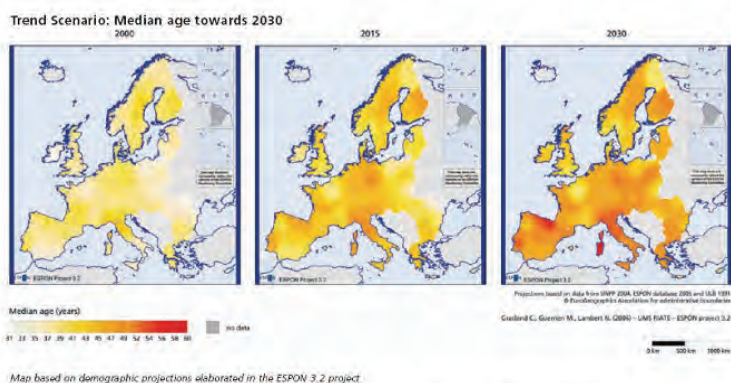 Trend Scenario: Median age towards 2030
2000
2015
2030
ESPON Project 3.2
ESPON Project 3.2
ESPON Project 3.2
Projections based on data from UNPP 2004, ESPON database 2005 and ULB 1995
© EuroGeographics Association for administrative boundaries
Median age (years)
no data
31 33 35 37 39 41 43 45 47 49 52 54 56 58 60
Grasland C., Guerrien M., Lambert N. (2006) – UMS RIATE – ESPON project 3.2
0 km 500 km 1000 km
Map based on demographic projections elaborated in the ESPON 3.2 project